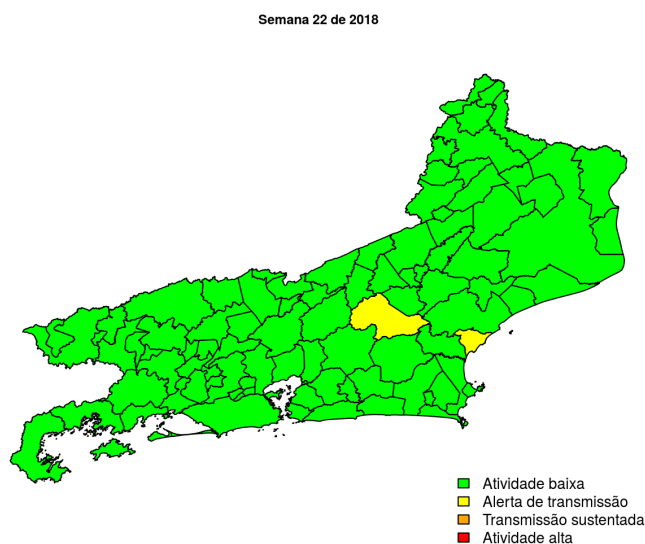 Semana 22 de 2018
Atividade baixa
Alerta de transmissão
Transmissão sustentada
Atividade alta